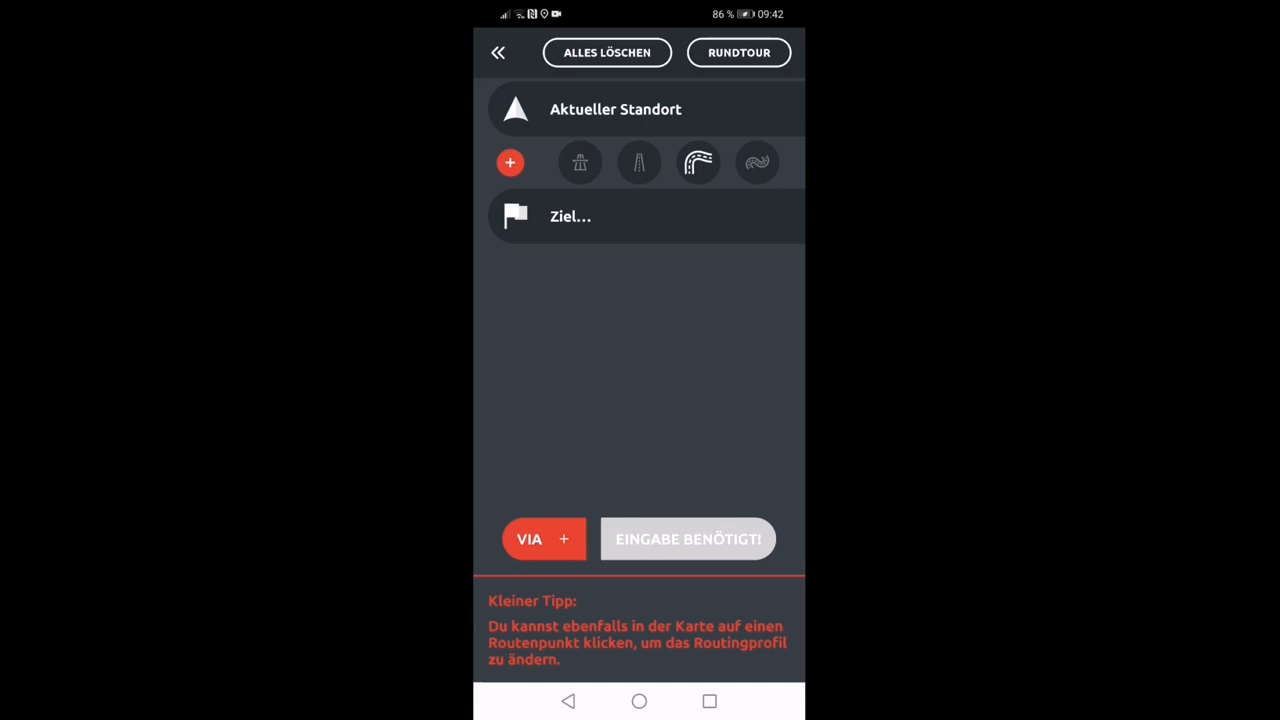 86 % 09:42
ALLES LÖSCHEN
RUNDTOUR
Aktueller Standort
Ziel...
VIA +
EINGABE BENÖTIGT!
Kleiner Tipp:
Du kannst ebenfalls in der Karte auf einen
Routenpunkt klicken, um das Routingprofil
zu ändern.